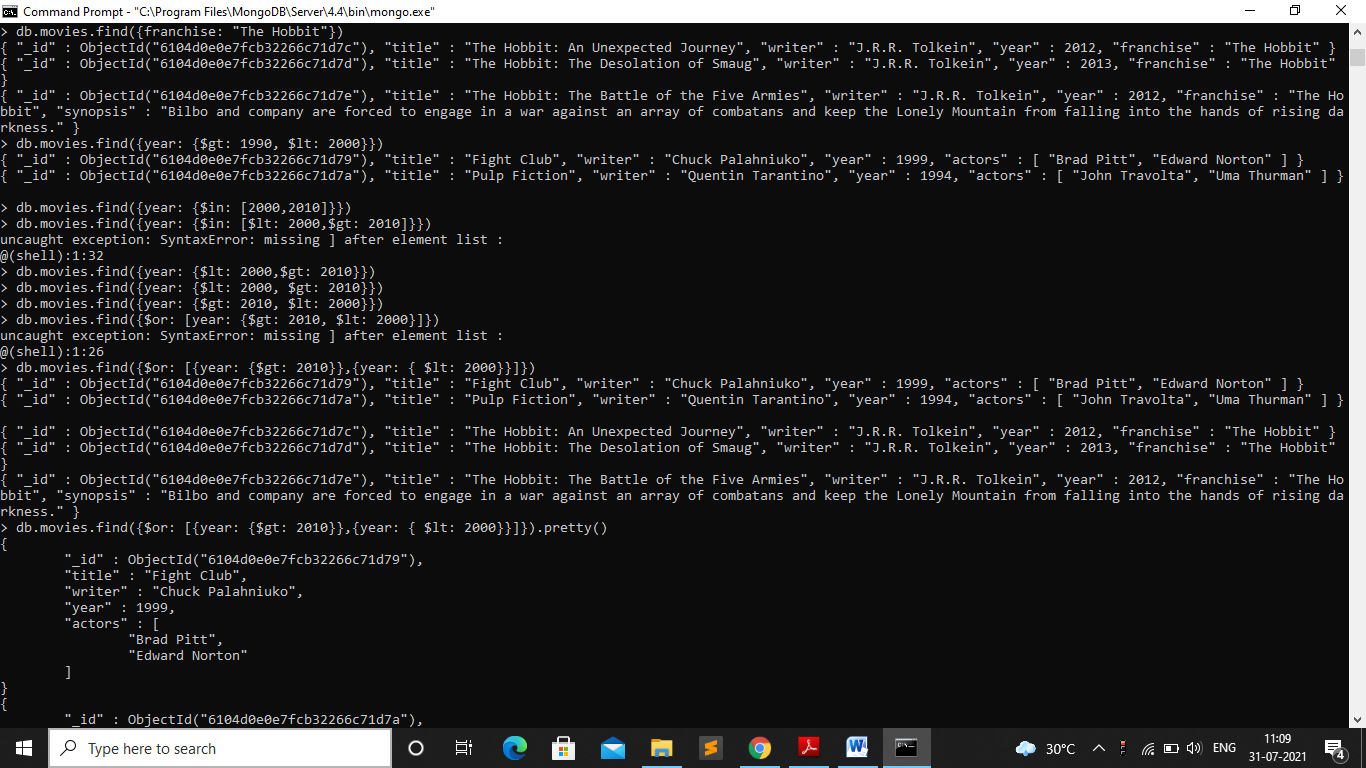 Command Prompt - "C:\Program Files\MongoDB\Server\4.4\bin\mongo.exe"
> db.movies.find({franchise: "The Hobbit"})
{ "_id" : ObjectId("6104d0e0e7fcb32266c71d7c"), "title" : "The Hobbit: An Unexpected Journey", "writer" : "J.R.R. Tolkein", "year" : 2012, "franchise" : "The Hobbit" }
{ "_id" : ObjectId("6104d0e0e7fcb32266c71d7d"), "title" : "The Hobbit: The Desolation of Smaug", "writer" : "J.R.R. Tolkein", "year" : 2013, "franchise" : "The Hobbit"
}
{ "_id" : ObjectId("6104d0e0e7fcb32266c71d7e"), "title" : "The Hobbit: The Battle of the Five Armies", "writer" : "J.R.R. Tolkein", "year" : 2012, "franchise" : "The Ho
bbit", "synopsis" : "Bilbo and company are forced to engage in a war against an array of combatans and keep the Lonely Mountain from falling into the hands of rising da
rkness." }
> db.movies.find({year: {$gt: 1990, $lt: 2000}})
{ "_id" : ObjectId("6104d0e0e7fcb32266c71d79"), "title" : "Fight Club", "writer" : "Chuck Palahniuko", "year" : 1999, "actors" : [ "Brad Pitt", "Edward Norton" ] }
{ "_id" : ObjectId("6104d0e0e7fcb32266c71d7a"), "title" : "Pulp Fiction", "writer" : "Quentin Tarantino", "year" : 1994, "actors" : [ "John Travolta", "Uma Thurman" ] }
> db.movies.find({year: {$in: [2000,2010]}})
> db.movies.find({year: {$in: [$lt: 2000,$gt: 2010]}})
uncaught exception: SyntaxError: missing ] after element list :
@(shell):1:32
> db.movies.find({year: {$lt: 2000,$gt: 2010}})
> db.movies.find({year: {$lt: 2000, $gt: 2010}})
> db.movies.find({year: {$gt: 2010, $lt: 2000}})
> db.movies.find({$or: [year: {$gt: 2010, $lt: 2000}]})
uncaught exception: SyntaxError: missing ] after element list :
@(shell):1:26
> db.movies.find({$or: [{year: {$gt: 2010}},{year: { $lt: 2000}}]})
{ "_id" : ObjectId("6104d0e0e7fcb32266c71d79"), "title" : "Fight Club", "writer" : "Chuck Palahniuko", "year" : 1999, "actors" : [ "Brad Pitt", "Edward Norton" ] }
{ "_id" : ObjectId("6104d0e0e7fcb32266c71d7a"), "title" : "Pulp Fiction", "writer" : "Quentin Tarantino", "year" : 1994, "actors" : [ "John Travolta", "Uma Thurman" ] }
{ "_id" : ObjectId("6104d0e0e7fcb32266c71d7c"), "title" : "The Hobbit: An Unexpected Journey", "writer" : "J.R.R. Tolkein", "year" : 2012, "franchise" : "The Hobbit" }
{ "_id" : ObjectId("6104d0e0e7fcb32266c71d7d"), "title" : "The Hobbit: The Desolation of Smaug", "writer" : "J.R.R. Tolkein", "year" : 2013, "franchise" : "The Hobbit"
}
{ "_id" : ObjectId("6104d0e0e7fcb32266c71d7e"), "title" : "The Hobbit: The Battle of the Five Armies", "writer" : "J.R.R. Tolkein", "year" : 2012, "franchise" : "The Ho
bbit", "synopsis" : "Bilbo and company are forced to engage in a war against an array of combatans and keep the Lonely Mountain from falling into the hands of rising da
rkness." }
> db.movies.find({$or: [{year: {$gt: 2010}},{year: { $lt: 2000}}]}).pretty()
{
        "_id" : ObjectId("6104d0e0e7fcb32266c71d79"),
        "title" : "Fight Club",
        "writer" : "Chuck Palahniuko",
        "year" : 1999,
        "actors" : [
                "Brad Pitt",
                "Edward Norton"
        ]
}
{
        "_id" : ObjectId("6104d0e0e7fcb32266c71d7a"),
Type here to search
30°C
ENG
11:09
31-07-2021
4